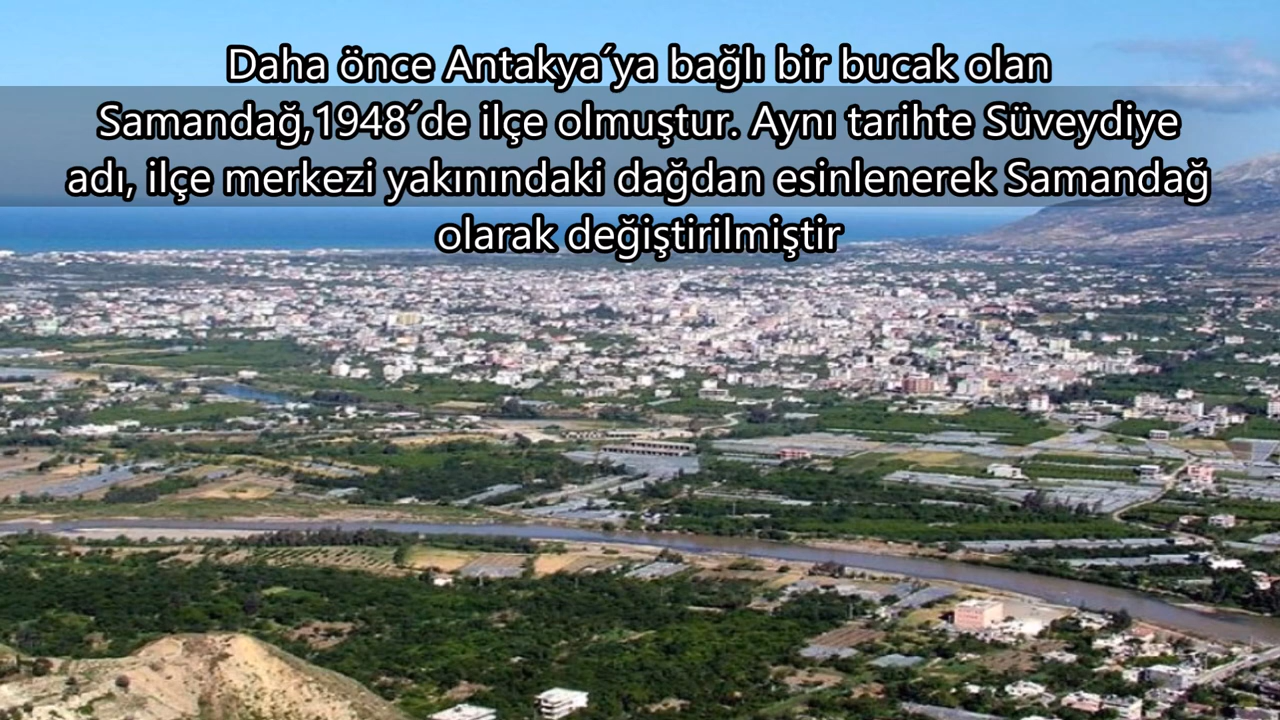 Daha önce Antakya´ya bağlı bir bucak olan
Samandağ,1948´de ilçe olmuştur. Aynı tarihte Süveydiye
adı, ilçe merkezi yakınındaki dağdan esinlenerek Samandağ
olarak değiştirilmiştir